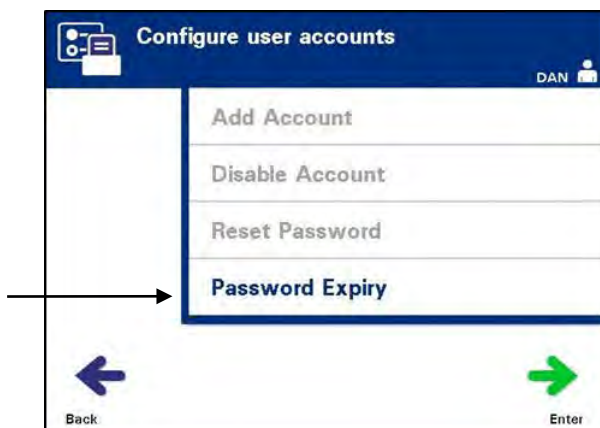 Configure user accounts
DAN
Add Account
Disable Account
Reset Password
Password Expiry
Back
Enter